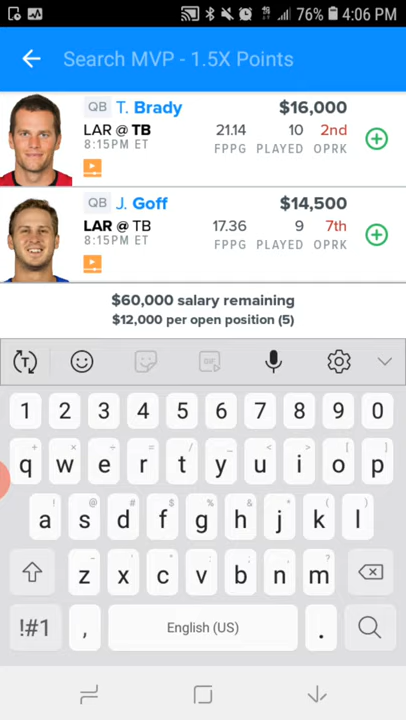 76% 4:06 PM
Search MVP - 1.5X Points
QB T. Brady $16,000
LAR @ TB 21.14 10 2nd
8:15PM ET FPPG PLAYED OPRK
QB J. Goff $14,500
LAR @ TB 17.36 9 7th
8:15PM ET FPPG PLAYED OPRK
$60,000 salary remaining
$12,000 per open position (5)
T GIF
1 2 3 4 5 6 7 8 9 0
+ × ÷ = / _ < > [ ]
q w e r t y u i o p
! @ # $ % ^ & * ( )
a s d f g h j k l
- ' " : ; , ?
z x c v b n m
!#1 , English (US) .